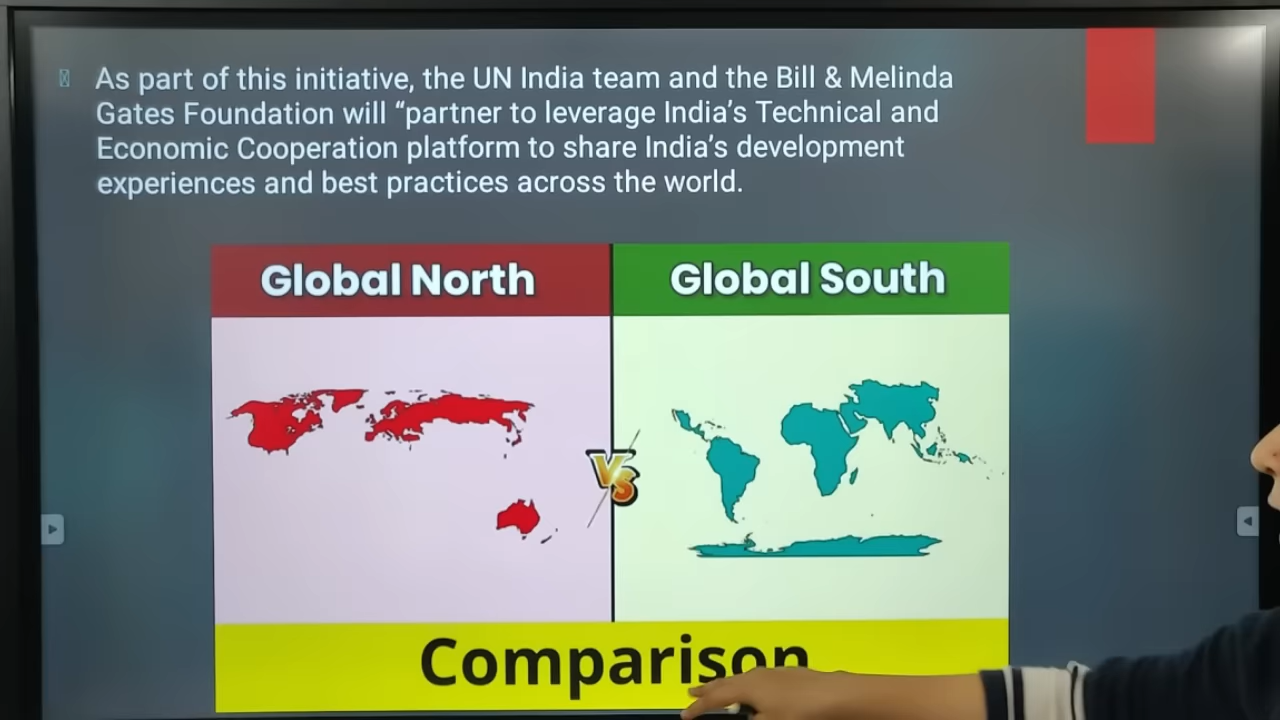 As part of this initiative, the UN India team and the Bill & Melinda
Gates Foundation will “partner to leverage India’s Technical and
Economic Cooperation platform to share India’s development
experiences and best practices across the world.
Global North
Global South
VS
Comparison